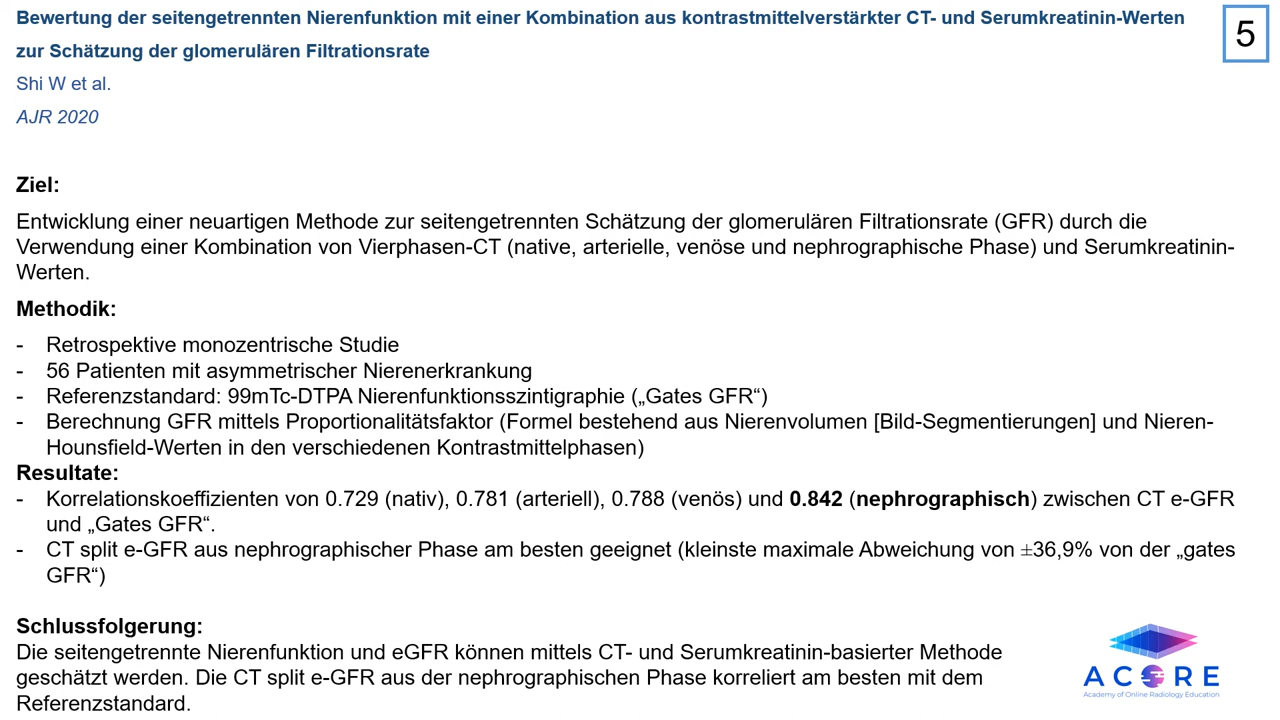 Bewertung der seitengetrennten Nierenfunktion mit einer Kombination aus kontrastmittelverstärkter CT- und Serumkreatinin-Werten
zur Schätzung der glomerulären Filtrationsrate
5
Shi W et al.
AJR 2020
Ziel:
Entwicklung einer neuartigen Methode zur seitengetrennten Schätzung der glomerulären Filtrationsrate (GFR) durch die
Verwendung einer Kombination von Vierphasen-CT (native, arterielle, venöse und nephrographische Phase) und Serumkreatinin-
Werten.
Methodik:
- Retrospektive monozentrische Studie
- 56 Patienten mit asymmetrischer Nierenerkrankung
- Referenzstandard: 99mTc-DTPA Nierenfunktionsszintigraphie („Gates GFR“)
- Berechnung GFR mittels Proportionalitätsfaktor (Formel bestehend aus Nierenvolumen [Bild-Segmentierungen] und Nieren-
Hounsfield-Werten in den verschiedenen Kontrastmittelphasen)
Resultate:
- Korrelationskoeffizienten von 0.729 (nativ), 0.781 (arteriell), 0.788 (venös) und 0.842 (nephrographisch) zwischen CT e-GFR
und „Gates GFR“.
- CT split e-GFR aus nephrographischer Phase am besten geeignet (kleinste maximale Abweichung von ±36,9% von der „gates
GFR“)
Schlussfolgerung:
Die seitengetrennte Nierenfunktion und eGFR können mittels CT- und Serumkreatinin-basierter Methode
geschätzt werden. Die CT split e-GFR aus der nephrographischen Phase korreliert am besten mit dem
Referenzstandard.
ACORE
Academy of Online Radiology Education